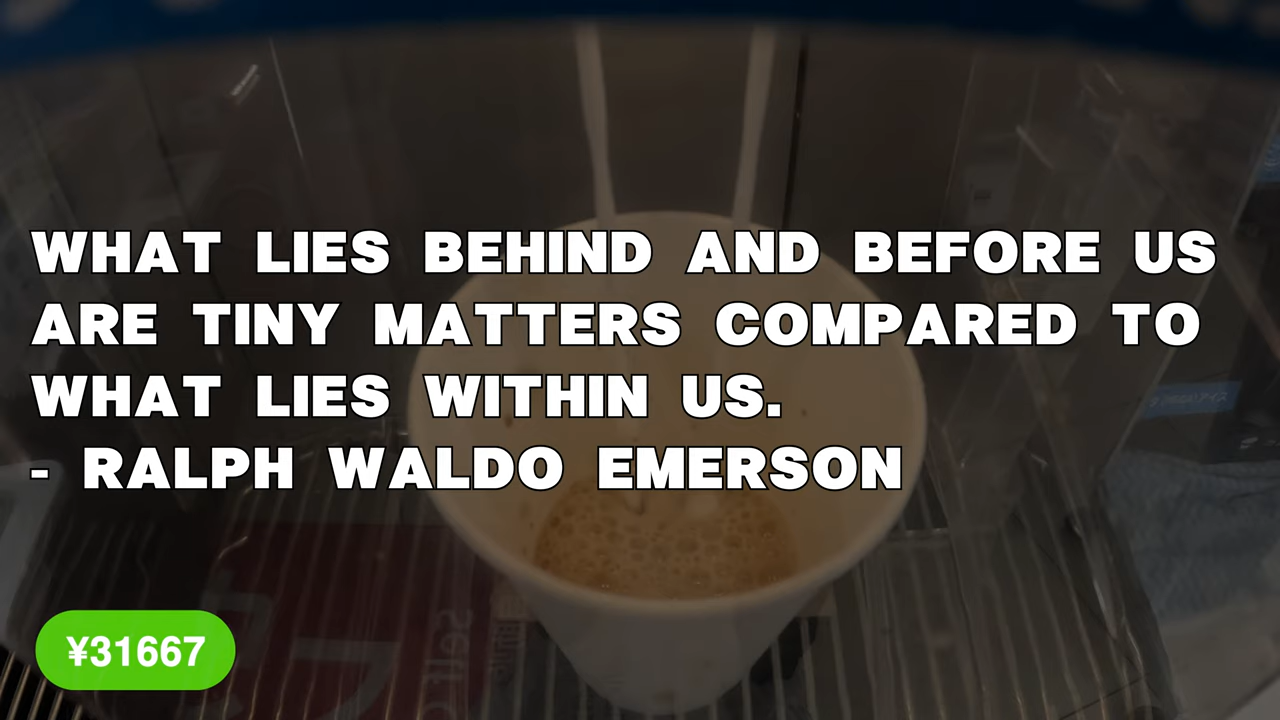 WHAT LIES BEHIND AND BEFORE US
ARE TINY MATTERS COMPARED TO
WHAT LIES WITHIN US.
- RALPH WALDO EMERSON
¥31667